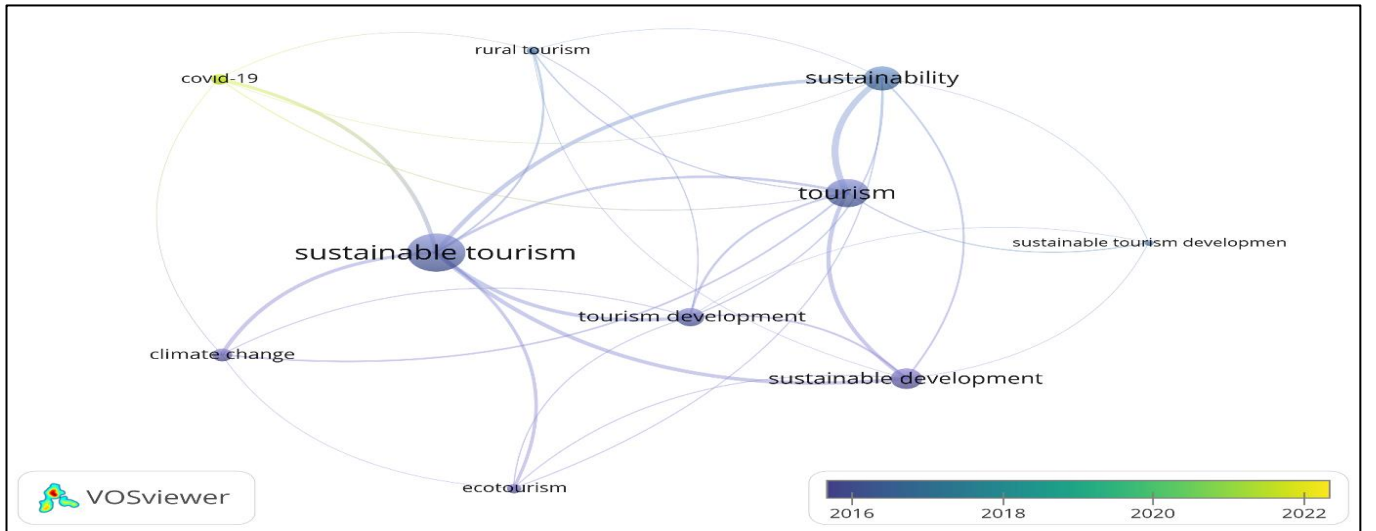 rural tourism
covid-19
sustainability
tourism
sustainable tourism developmen
sustainable tourism
tourism development
climate change
sustainable development
ecotourism
VOSviewer
2016 2018 2020 2022